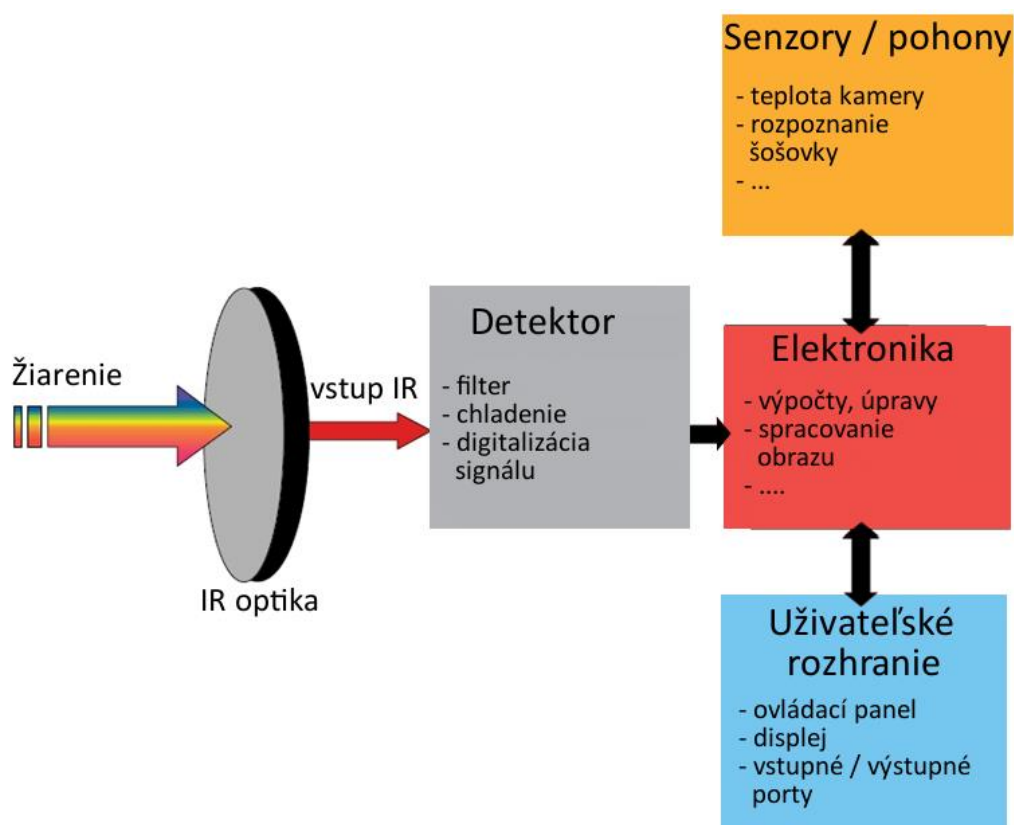 Senzory / pohony
- teplota kamery
- rozpoznanie
šošovky
- ...
Žiarenie
IR optika
vstup IR
Detektor
- filter
- chladenie
- digitalizácia
signálu
Elektronika
- výpočty, úpravy
- spracovanie
obrazu
- ....
Uživateľské
rozhranie
- ovládací panel
- displej
- vstupné / výstupné
porty